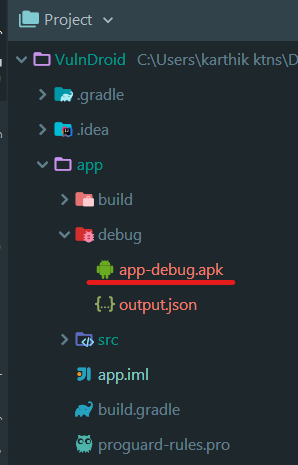 Project
VulnDroid C:\Users\karthik ktns\D
.gradle
.idea
app
build
debug
app-debug.apk
output.json
src
app.iml
build.gradle
proguard-rules.pro